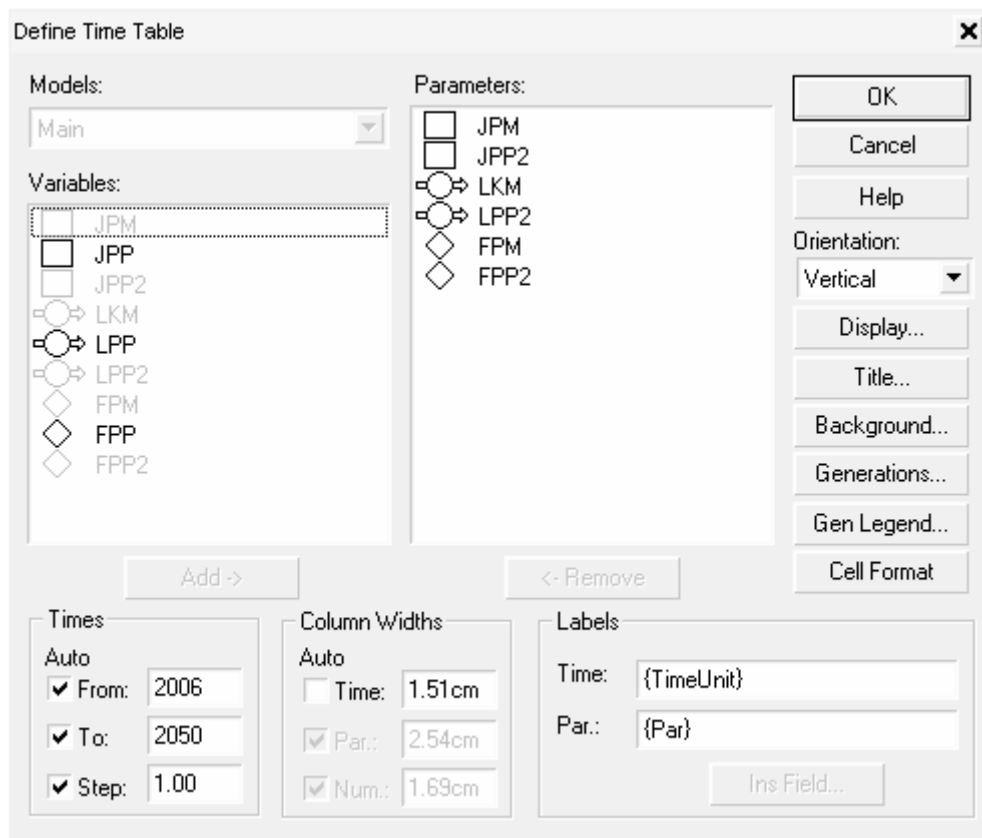 Define Time Table
Models:
Main
Variables:
JPM
JPP
JPP2
LKM
LPP
LPP2
FPM
FPP
FPP2
Parameters:
JPM
JPP2
LKM
LPP2
FPM
FPP2
OK
Cancel
Help
Orientation:
Vertical
Display...
Title...
Background...
Generations...
Gen Legend...
Cell Format
Add ->
<- Remove
Times
Auto
From: 2006
To: 2050
Step: 1.00
Column Widths
Auto
Time: 1.51cm
Par.: 2.54cm
Num.: 1.69cm
Labels
Time: {TimeUnit}
Par.: {Par}
Ins Field...